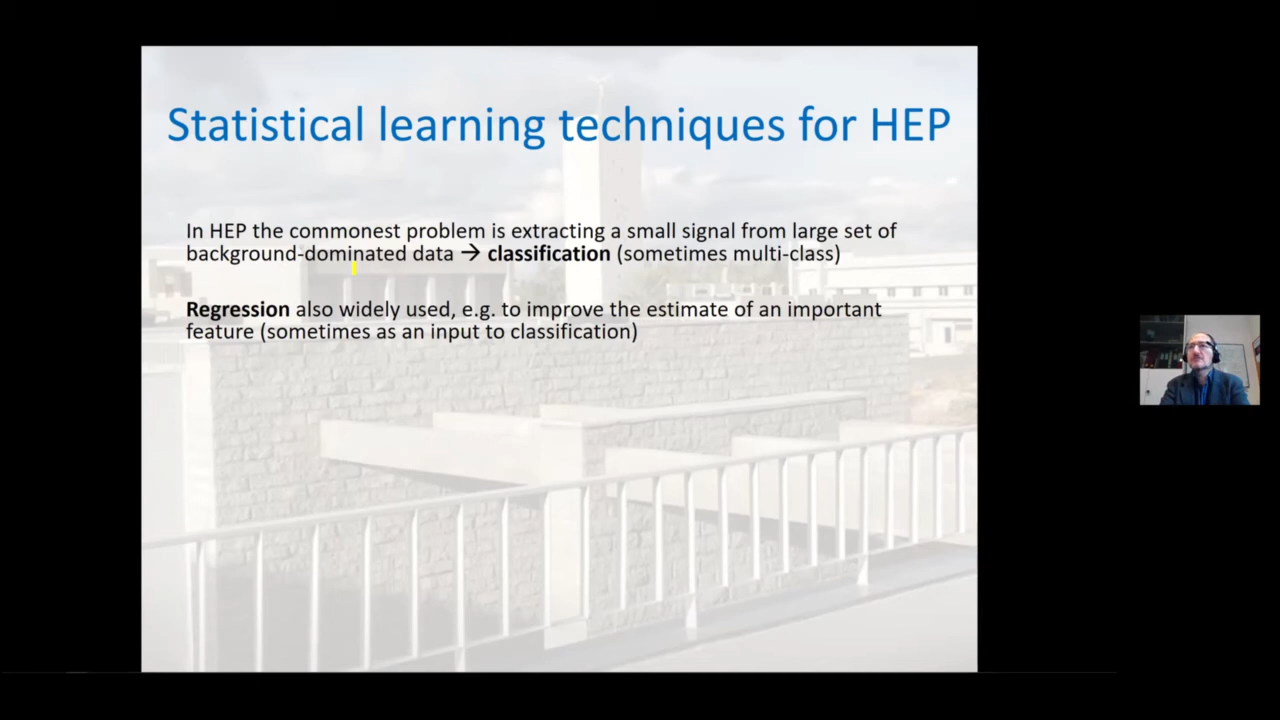 Statistical learning techniques for HEP
In HEP the commonest problem is extracting a small signal from large set of
background-dominated data → classification (sometimes multi-class)
Regression also widely used, e.g. to improve the estimate of an important
feature (sometimes as an input to classification)